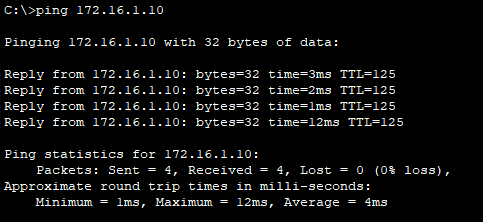 C:\>ping 172.16.1.10
Pinging 172.16.1.10 with 32 bytes of data:
Reply from 172.16.1.10: bytes=32 time=3ms TTL=125
Reply from 172.16.1.10: bytes=32 time=2ms TTL=125
Reply from 172.16.1.10: bytes=32 time=1ms TTL=125
Reply from 172.16.1.10: bytes=32 time=12ms TTL=125
Ping statistics for 172.16.1.10:
    Packets: Sent = 4, Received = 4, Lost = 0 (0% loss),
Approximate round trip times in milli-seconds:
    Minimum = 1ms, Maximum = 12ms, Average = 4ms